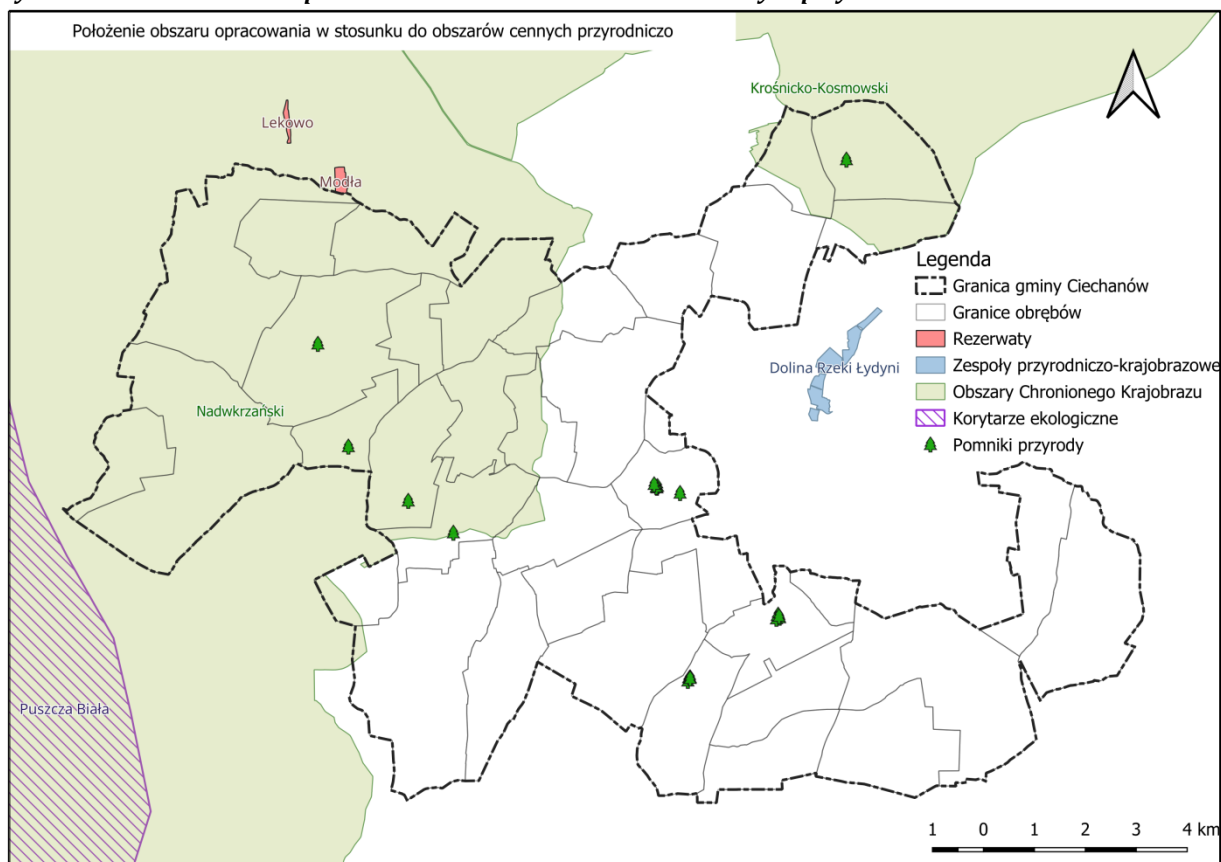 Położenie obszaru opracowania w stosunku do obszarów cennych przyrodniczo
Krośnicko-Kosmowski
Lekowo
Modła
Legenda
Granica gminy Ciechanów
Granice obrębów
Rezerwaty
Zespoły przyrodniczo-krajobrazowe
Obszary Chronionego Krajobrazu
Korytarze ekologiczne
Pomniki przyrody
Dolina Rzeki Łydyni
Nadwkrzański
Puszcza Biała
1 0 1 2 3 4 km